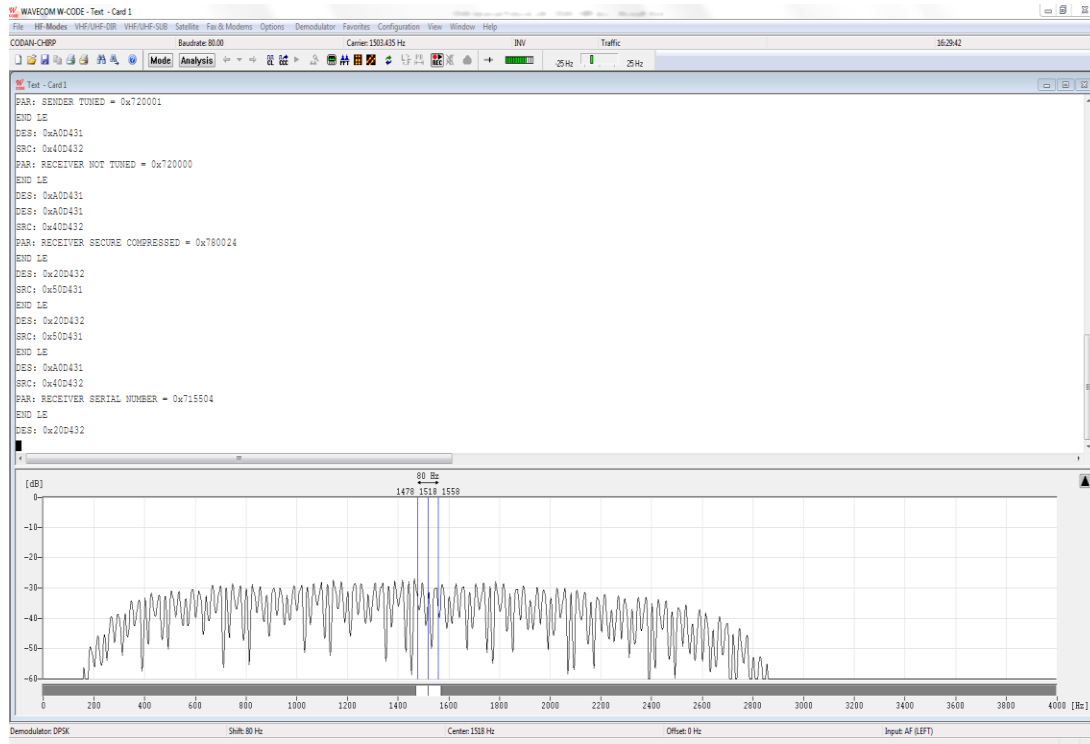 WAVECOM W-CODE - Text - Card 1
File HF-Modes VHF/UHF-DIR VHF/UHF-SUB Satellite Fax & Modems Options Demodulator Favorites Configuration View Window Help
CODAN-CHIRP Baudrate: 80.00 Carrier: 1503.435 Hz INV Traffic 16:29:42
Mode Analysis -25 Hz 25 Hz
Text - Card 1
PAR: SENDER TUNED = 0x720001
END LE
DES: 0xA0D431
SRC: 0x40D432
PAR: RECEIVER NOT TUNED = 0x720000
END LE
DES: 0xA0D431
DES: 0xA0D431
SRC: 0x40D432
PAR: RECEIVER SECURE COMPRESSED = 0x780024
END LE
DES: 0x20D432
SRC: 0x50D431
END LE
DES: 0x20D432
SRC: 0x50D431
END LE
DES: 0xA0D431
SRC: 0x40D432
PAR: RECEIVER SERIAL NUMBER = 0x715504
END LE
DES: 0x20D432
80 Hz
[dB]
1478 1518 1558
0
-10
-20
-30
-40
-50
-60
0 200 400 600 800 1000 1200 1400 1600 1800 2000 2200 2400 2600 2800 3000 3200 3400 3600 3800 4000 [Hz]
Demodulator: DPSK Shift: 80 Hz Center: 1518 Hz Offset: 0 Hz Input: AF (LEFT)